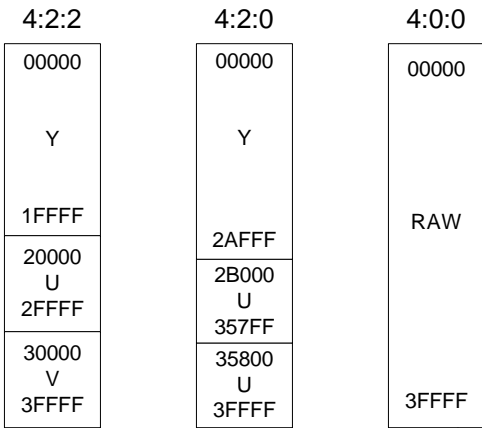 4:2:2
00000
Y
1FFFF
20000
U
2FFFF
30000
V
3FFFF
4:2:0
00000
Y
2AFFF
2B000
U
357FF
35800
U
3FFFF
4:0:0
00000
RAW
3FFFF